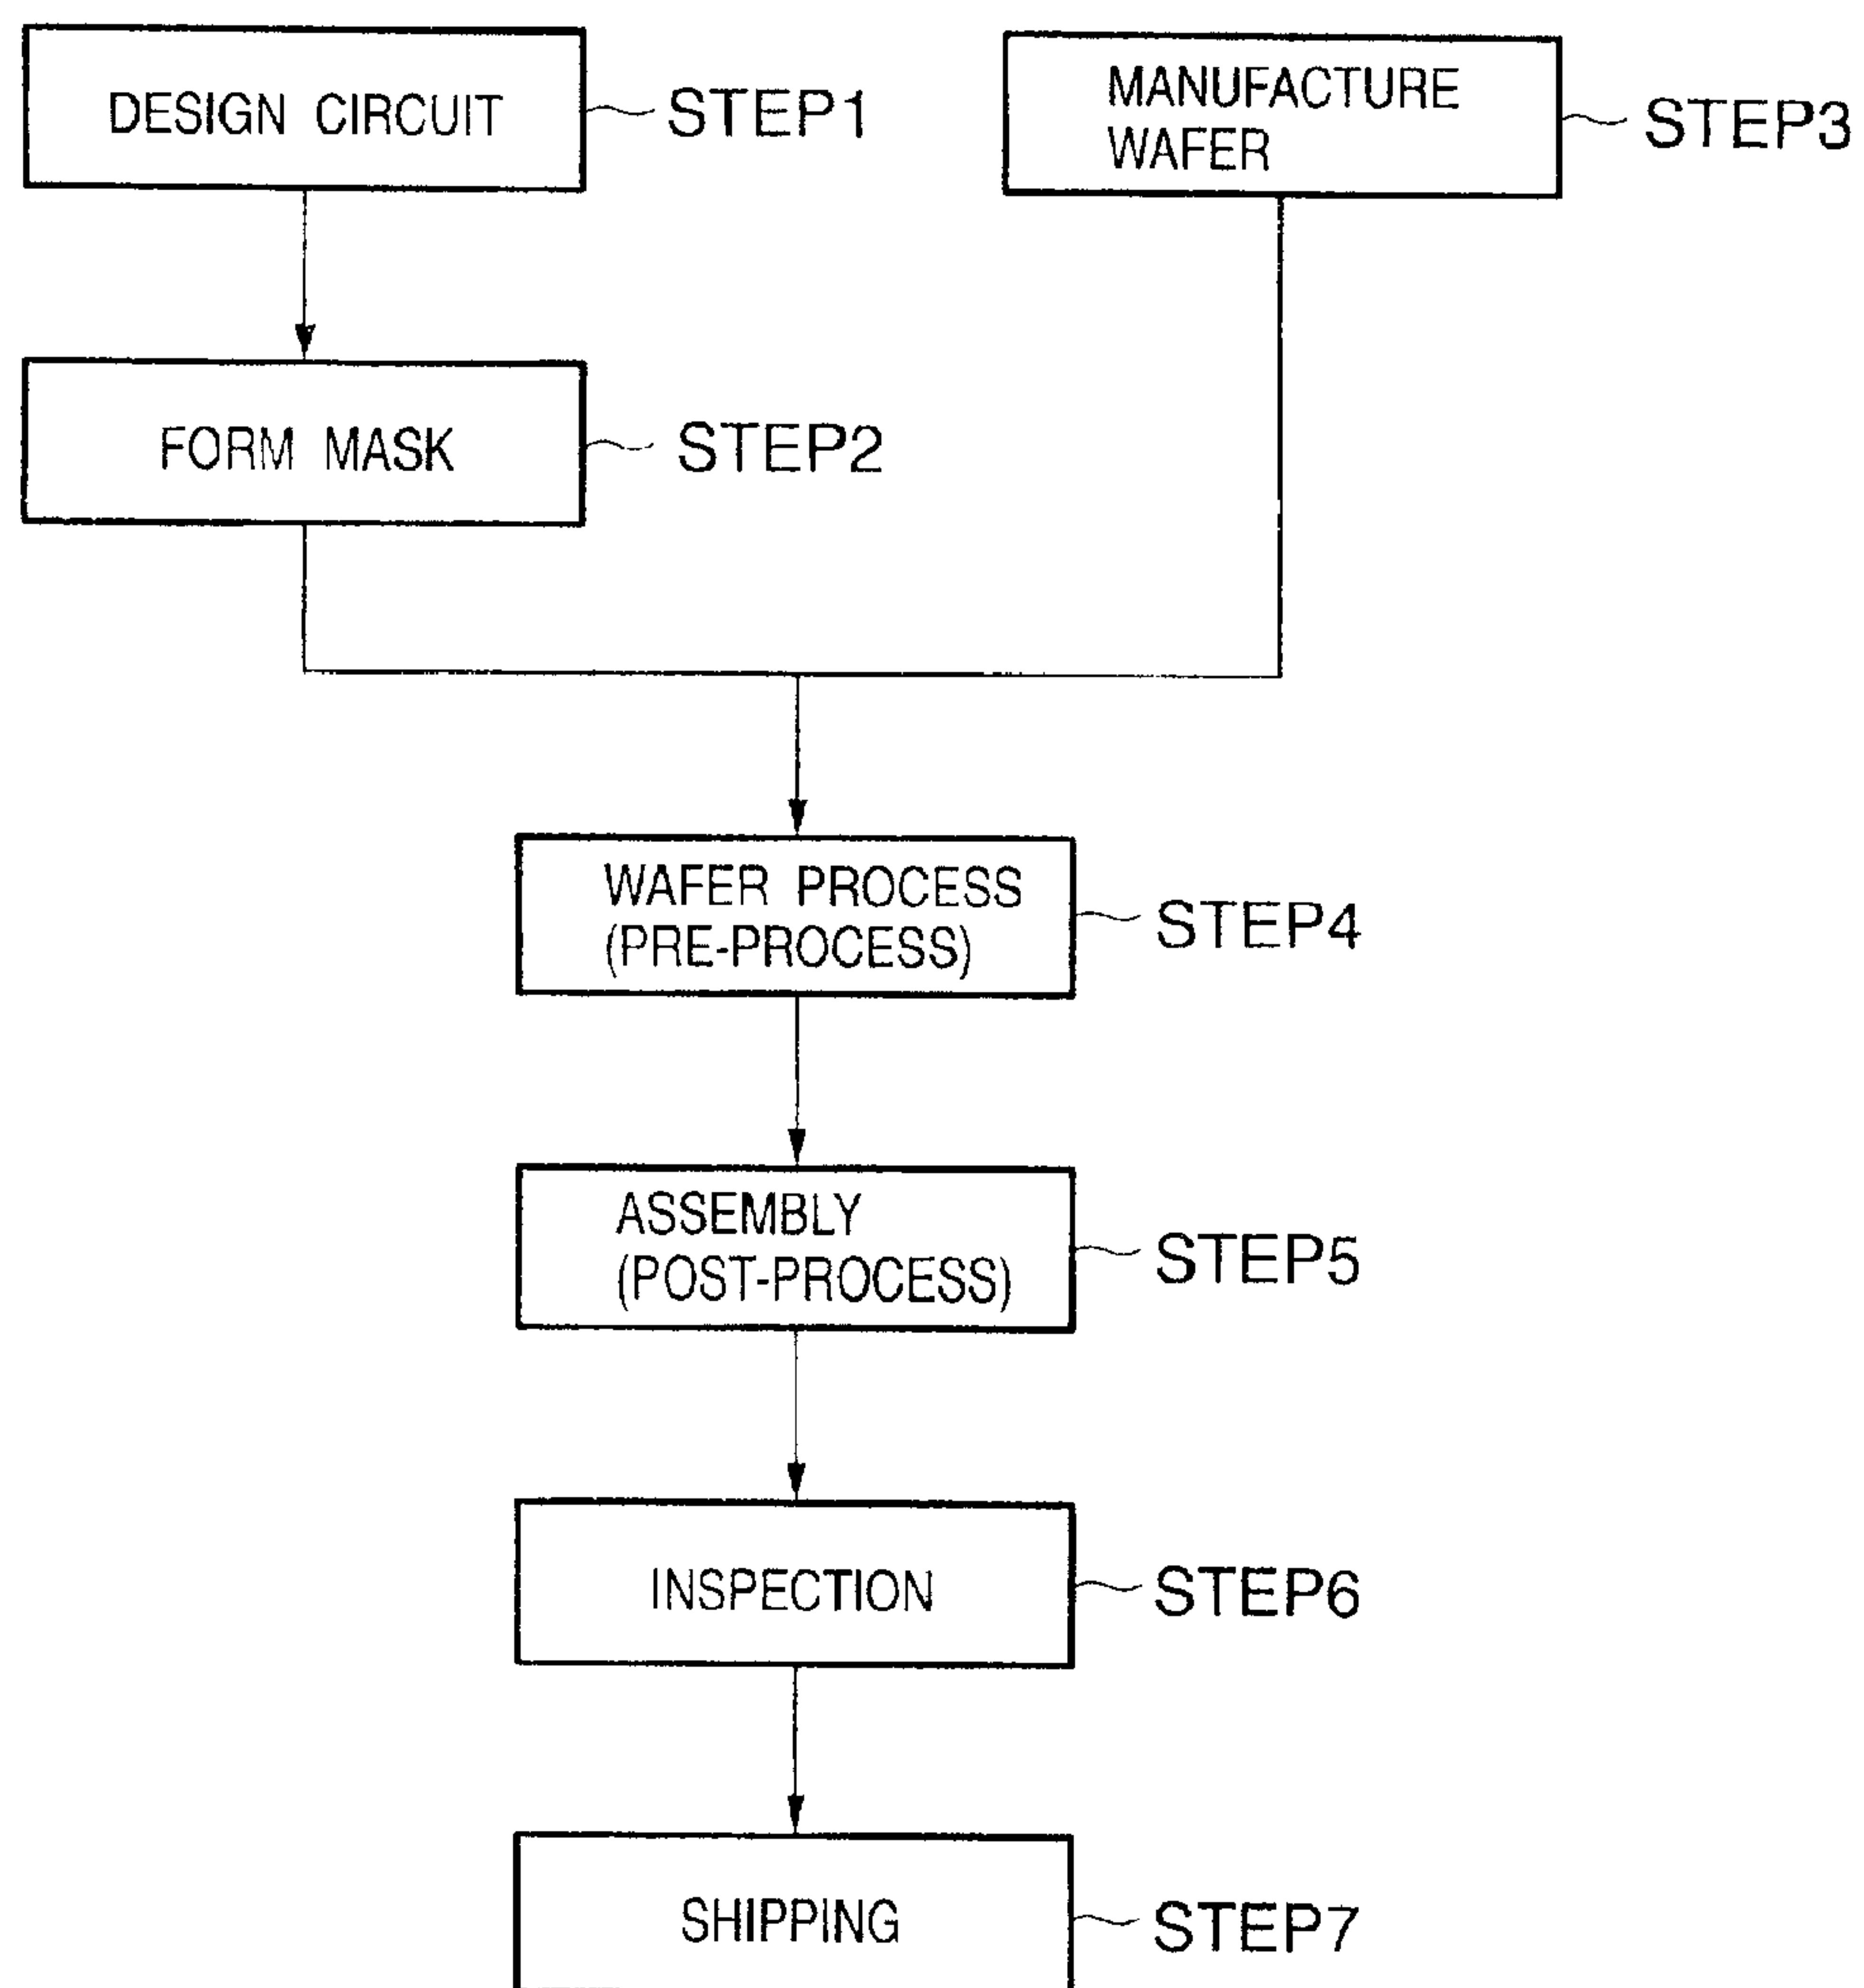 DESIGN CIRCUIT
STEP1
MANUFACTURE
WAFER
STEP3
FORM MASK
STEP2
WAFER PROCESS
(PRE-PROCESS)
STEP4
ASSEMBLY
(POST-PROCESS)
STEP5
INSPECTION
STEP6
SHIPPING
STEP7